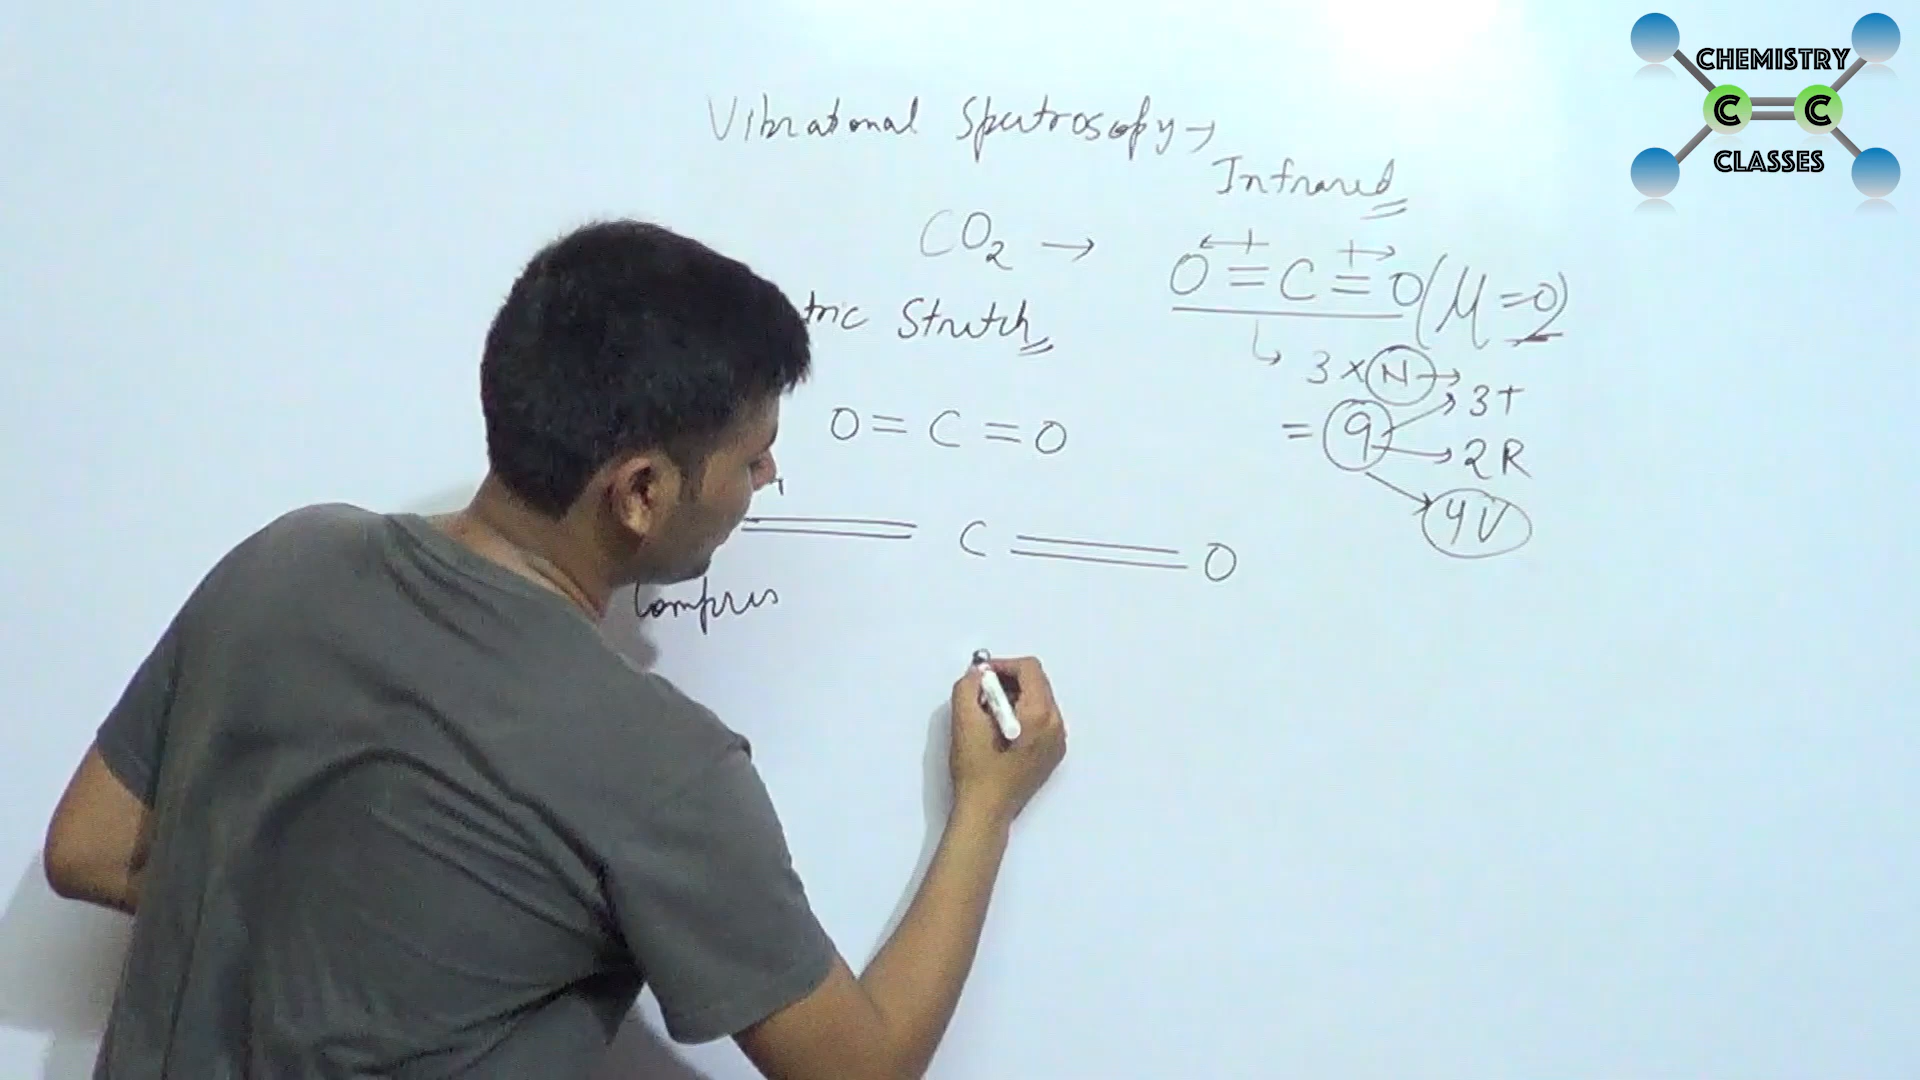 CHEMISTRY
C = C
CLASSES
Vibrational Spectroscopy →
Infrared
CO₂ → O = C = O (μ = 0)
tric Stretch
3 × N →
= 9 → 3T
→ 2R
→ 4V
O = C = O
= C = O
Compres